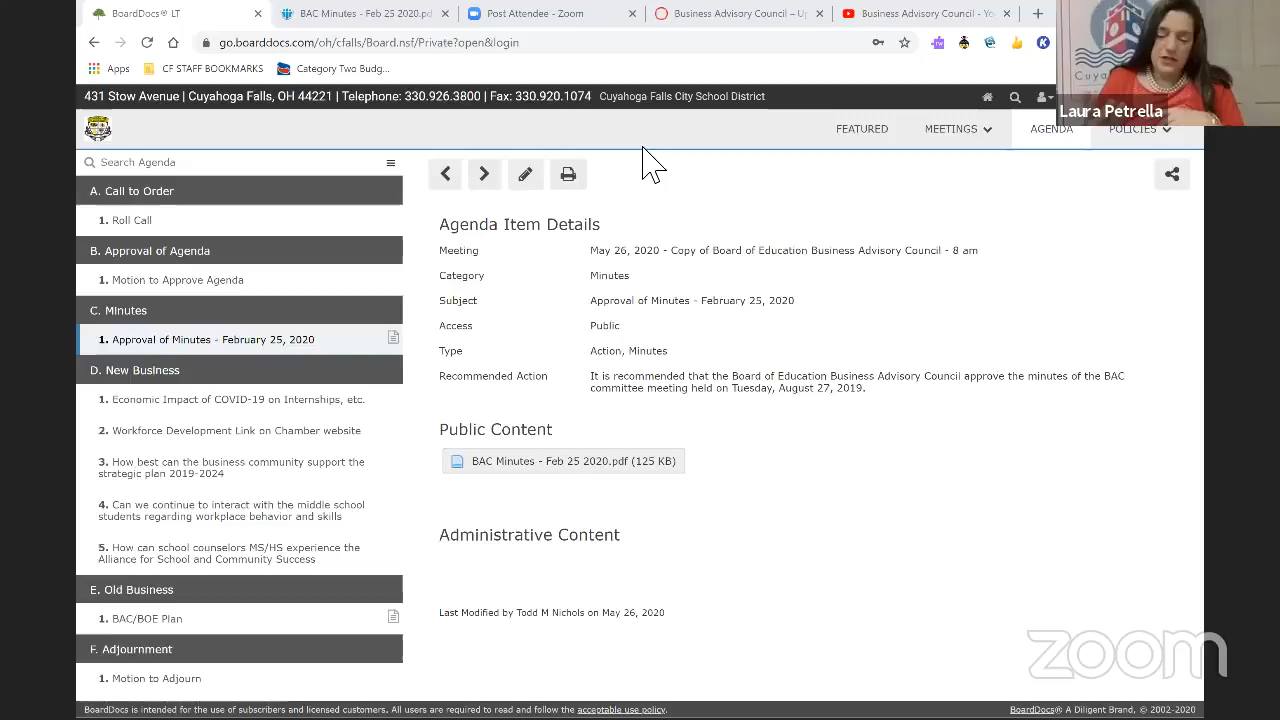 BoardDocs® LT
BAC Minutes - Feb 25 2020.pdf
Post Attendee - Zoom
Business Advisory Council – Up
Business Advisory Council - Yo
go.boarddocs.com/oh/cfalls/Board.nsf/Private?open&login
Apps
CF STAFF BOOKMARKS
Category Two Budg...
Laura Petrella
431 Stow Avenue | Cuyahoga Falls, OH 44221 | Telephone: 330.926.3800 | Fax: 330.920.1074 Cuyahoga Falls City School District
FEATURED
MEETINGS
AGENDA
POLICIES
Search Agenda
A. Call to Order
1. Roll Call
B. Approval of Agenda
1. Motion to Approve Agenda
C. Minutes
1. Approval of Minutes - February 25, 2020
D. New Business
1. Economic Impact of COVID-19 on Internships, etc.
2. Workforce Development Link on Chamber website
3. How best can the business community support the
strategic plan 2019-2024
4. Can we continue to interact with the middle school
students regarding workplace behavior and skills
5. How can school counselors MS/HS experience the
Alliance for School and Community Success
E. Old Business
1. BAC/BOE Plan
F. Adjournment
1. Motion to Adjourn
Agenda Item Details
Meeting May 26, 2020 - Copy of Board of Education Business Advisory Council - 8 am
Category Minutes
Subject Approval of Minutes - February 25, 2020
Access Public
Type Action, Minutes
Recommended Action It is recommended that the Board of Education Business Advisory Council approve the minutes of the BAC
committee meeting held on Tuesday, August 27, 2019.
Public Content
BAC Minutes - Feb 25 2020.pdf (125 KB)
Administrative Content
Last Modified by Todd M Nichols on May 26, 2020
zoom
BoardDocs is intended for the use of subscribers and licensed customers. All users are required to read and follow the acceptable use policy.
BoardDocs® A Diligent Brand, © 2002-2020